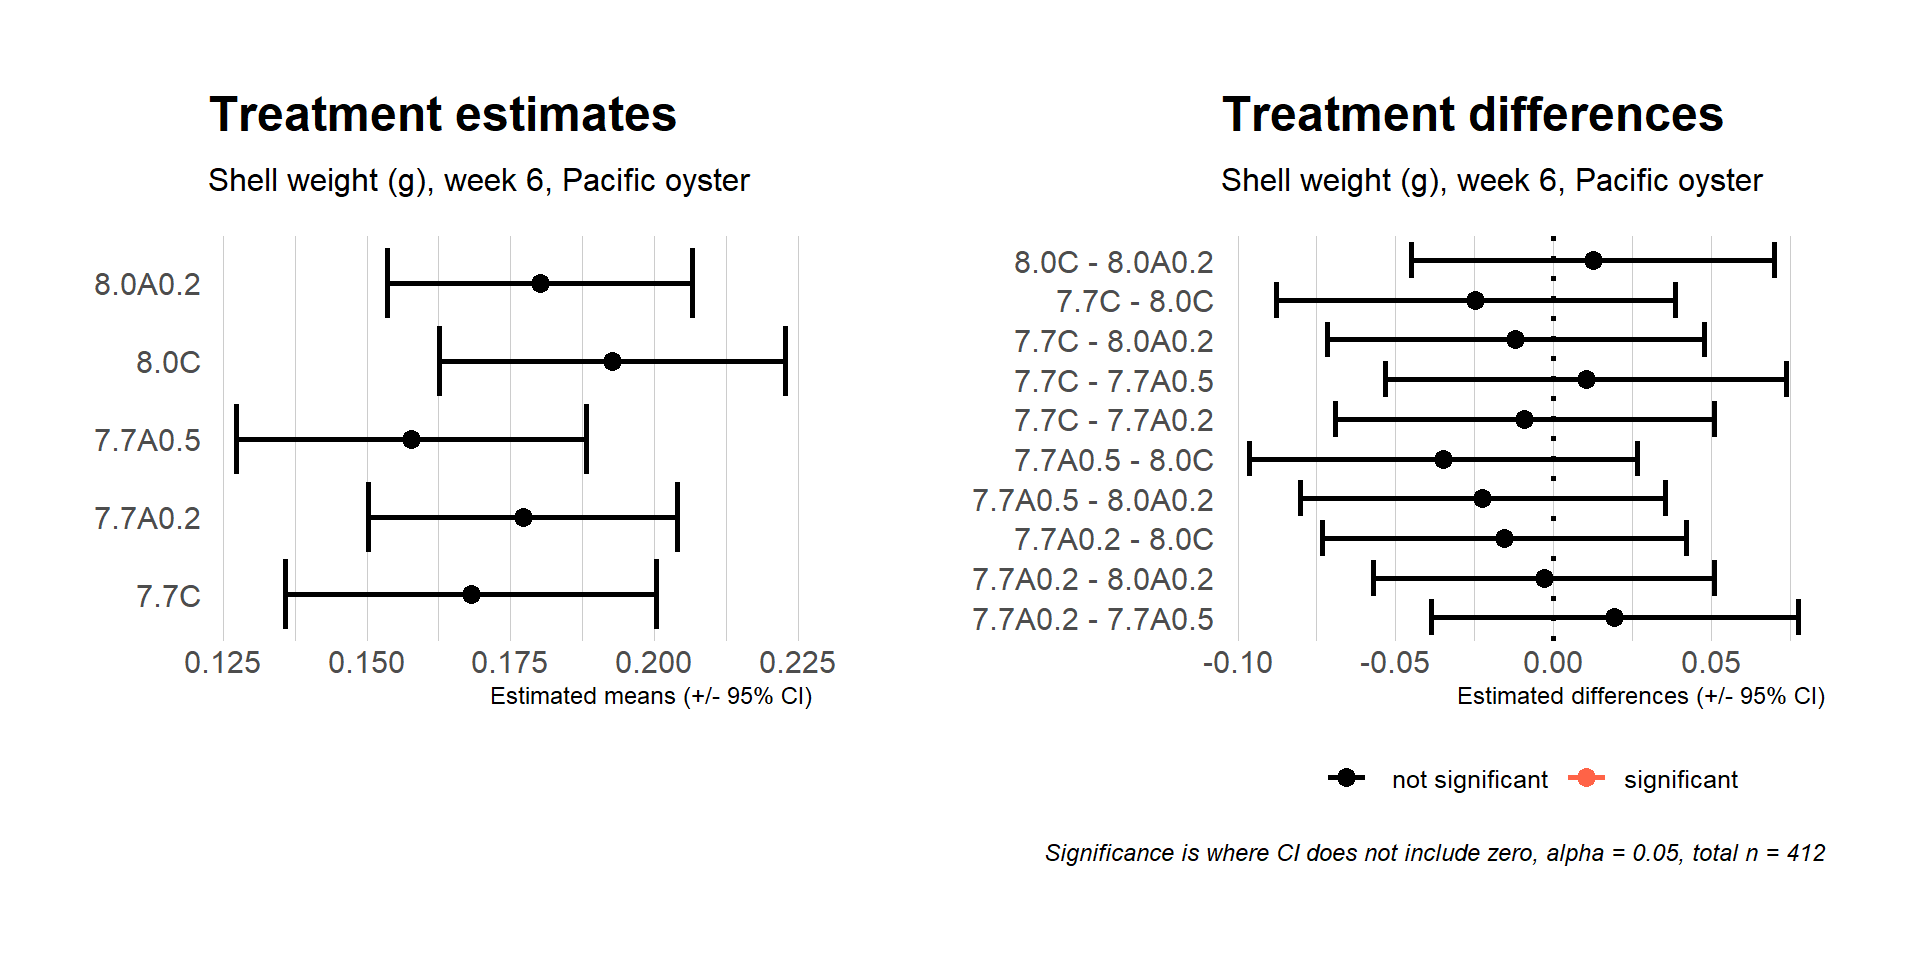 Treatment estimates
Shell weight (g), week 6, Pacific oyster
8.0A0.2
8.0C
7.7A0.5
7.7A0.2
7.7C
0.125 0.150 0.175 0.200 0.225
Estimated means (+/- 95% CI)
Treatment differences
Shell weight (g), week 6, Pacific oyster
8.0C - 8.0A0.2
7.7C - 8.0C
7.7C - 8.0A0.2
7.7C - 7.7A0.5
7.7C - 7.7A0.2
7.7A0.5 - 8.0C
7.7A0.5 - 8.0A0.2
7.7A0.2 - 8.0C
7.7A0.2 - 8.0A0.2
7.7A0.2 - 7.7A0.5
-0.10 -0.05 0.00 0.05
Estimated differences (+/- 95% CI)
not significant significant
Significance is where CI does not include zero, alpha = 0.05, total n = 412